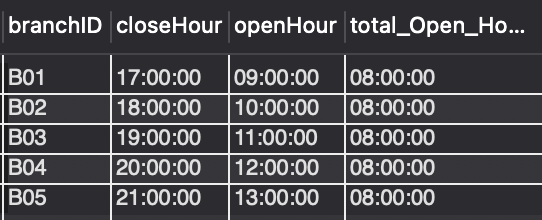 branchID closeHour openHour total_Open_Ho...
B01 17:00:00 09:00:00 08:00:00
B02 18:00:00 10:00:00 08:00:00
B03 19:00:00 11:00:00 08:00:00
B04 20:00:00 12:00:00 08:00:00
B05 21:00:00 13:00:00 08:00:00